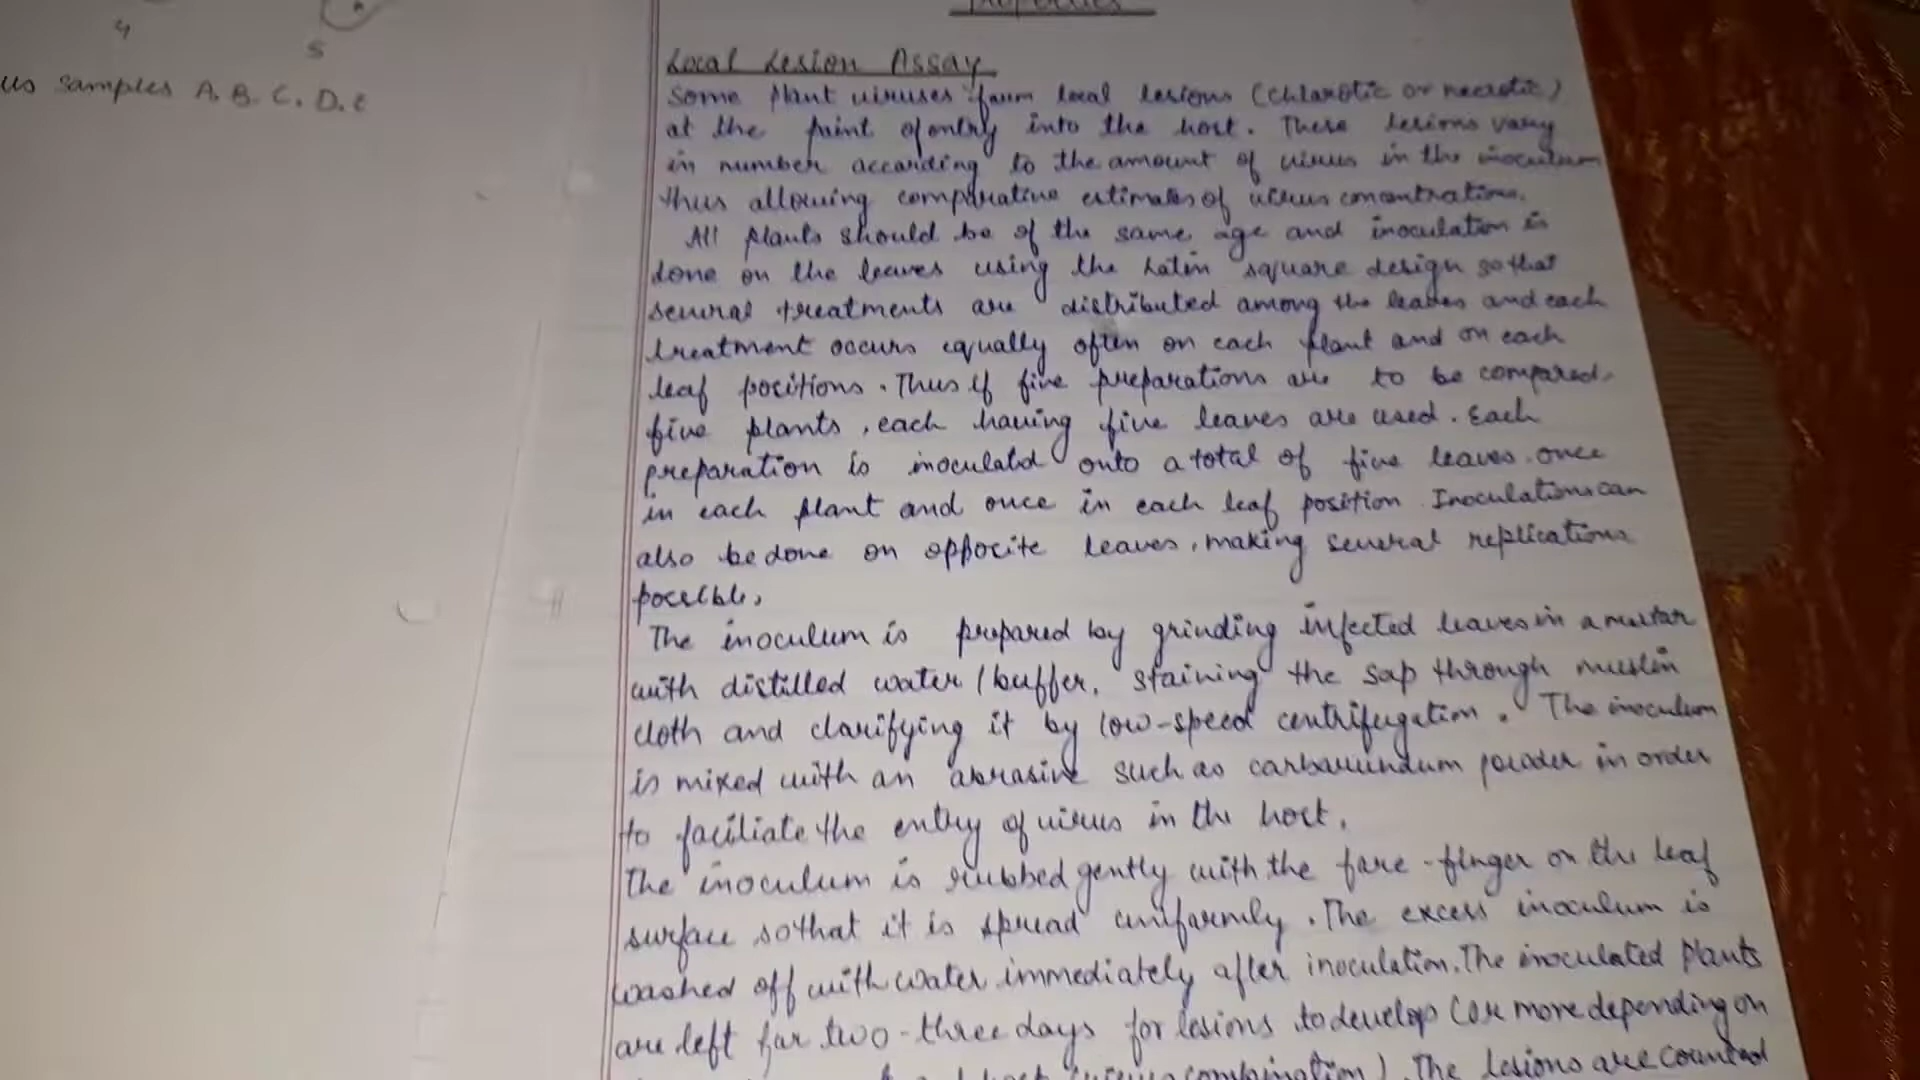 4
5
us samples A. B. C. D. E
Properties
Local Lesion Assay
Some plant viruses form local lesions (chlorotic or necrotic)
at the point of entry into the host. These lesions vary
in number according to the amount of virus in the inoculum
thus allowing comparative estimates of virus concentrations.
All plants should be of the same age and inoculation is
done on the leaves using the Latin square design so that
several treatments are distributed among the leaves and each
treatment occurs equally often on each plant and on each
leaf positions. Thus if five preparations are to be compared,
five plants, each having five leaves are used. Each
preparation is inoculated onto a total of five leaves. once
in each plant and once in each leaf position. Inoculations can
also be done on opposite leaves, making several replications
possible.
The inoculum is prepared by grinding infected leaves in a mortar
with distilled water / buffer, staining the sap through muslin
cloth and clarifying it by low-speed centrifugation. The inoculum
is mixed with an abrasive such as carborundum powder in order
to faciliate the entry of virus in the host.
The inoculum is rubbed gently with the fore-finger on the leaf
surface so that it is spread uniformly. The excess inoculum is
washed off with water immediately after inoculation. The inoculated plants
are left for two-three days for lesions to develop (or more depending on
combination). The lesions are counted